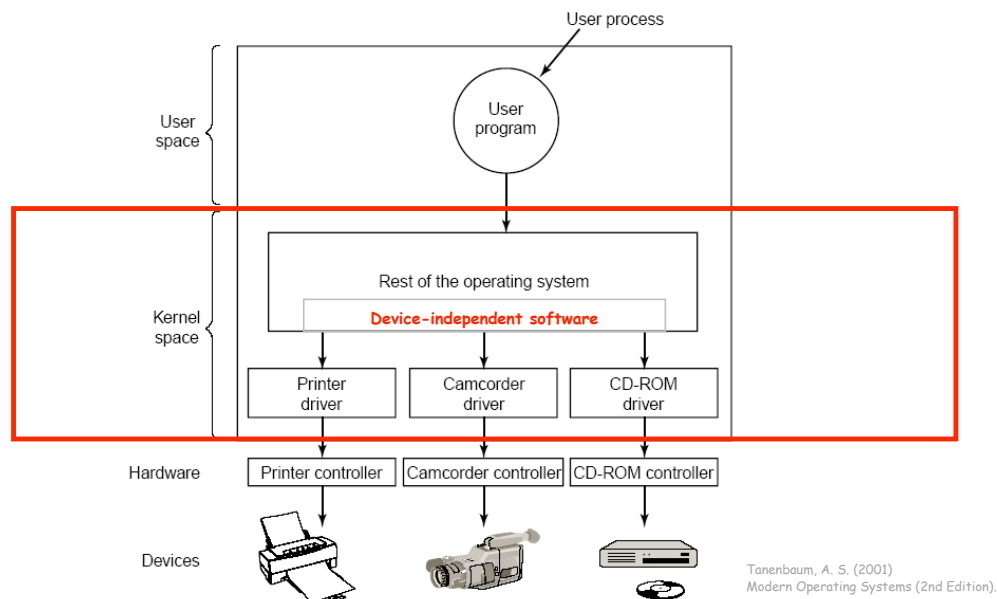 User process
User
program
User
space
Rest of the operating system
Device-independent software
Kernel
space
Printer
driver
Camcorder
driver
CD-ROM
driver
Hardware
Printer controller
Camcorder controller
CD-ROM controller
Devices
Tanenbaum, A. S. (2001)
Modern Operating Systems (2nd Edition).